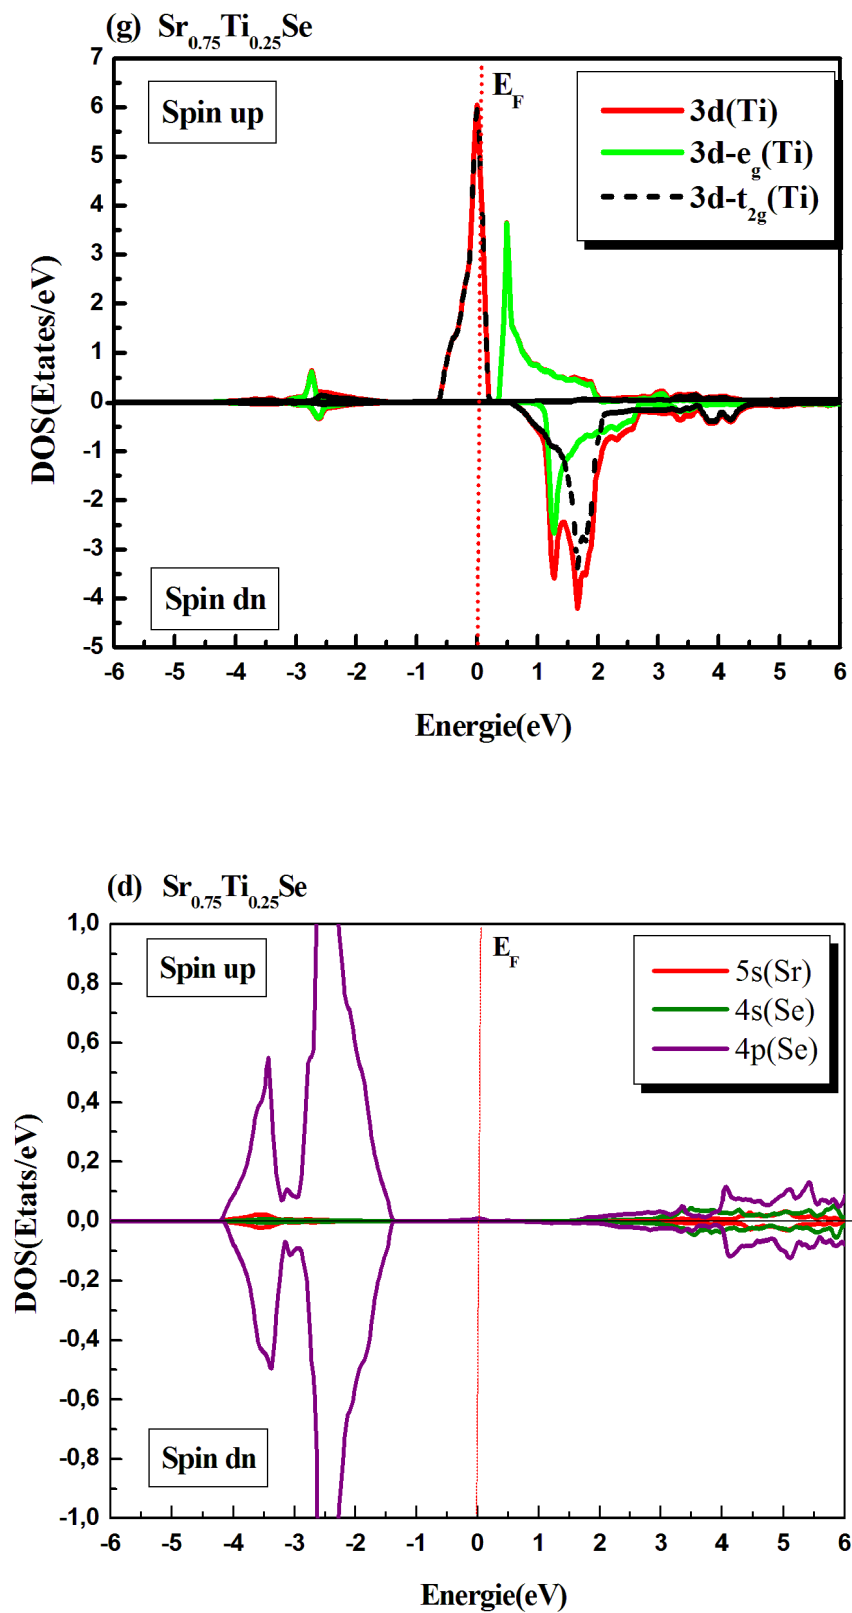 (g) Sr0.75Ti0.25Se
7
6
5
4
3
2
1
0
-1
-2
-3
-4
-5
DOS(Etates/eV)
Spin up
EF
3d(Ti)
3d-eg(Ti)
3d-t2g(Ti)
Spin dn
-6 -5 -4 -3 -2 -1 0 1 2 3 4 5 6
Energie(eV)
(d) Sr0.75Ti0.25Se
1,0
0,8
0,6
0,4
0,2
0,0
-0,2
-0,4
-0,6
-0,8
-1,0
DOS(Etats/eV)
Spin up
EF
5s(Sr)
4s(Se)
4p(Se)
Spin dn
-6 -5 -4 -3 -2 -1 0 1 2 3 4 5 6
Energie(eV)